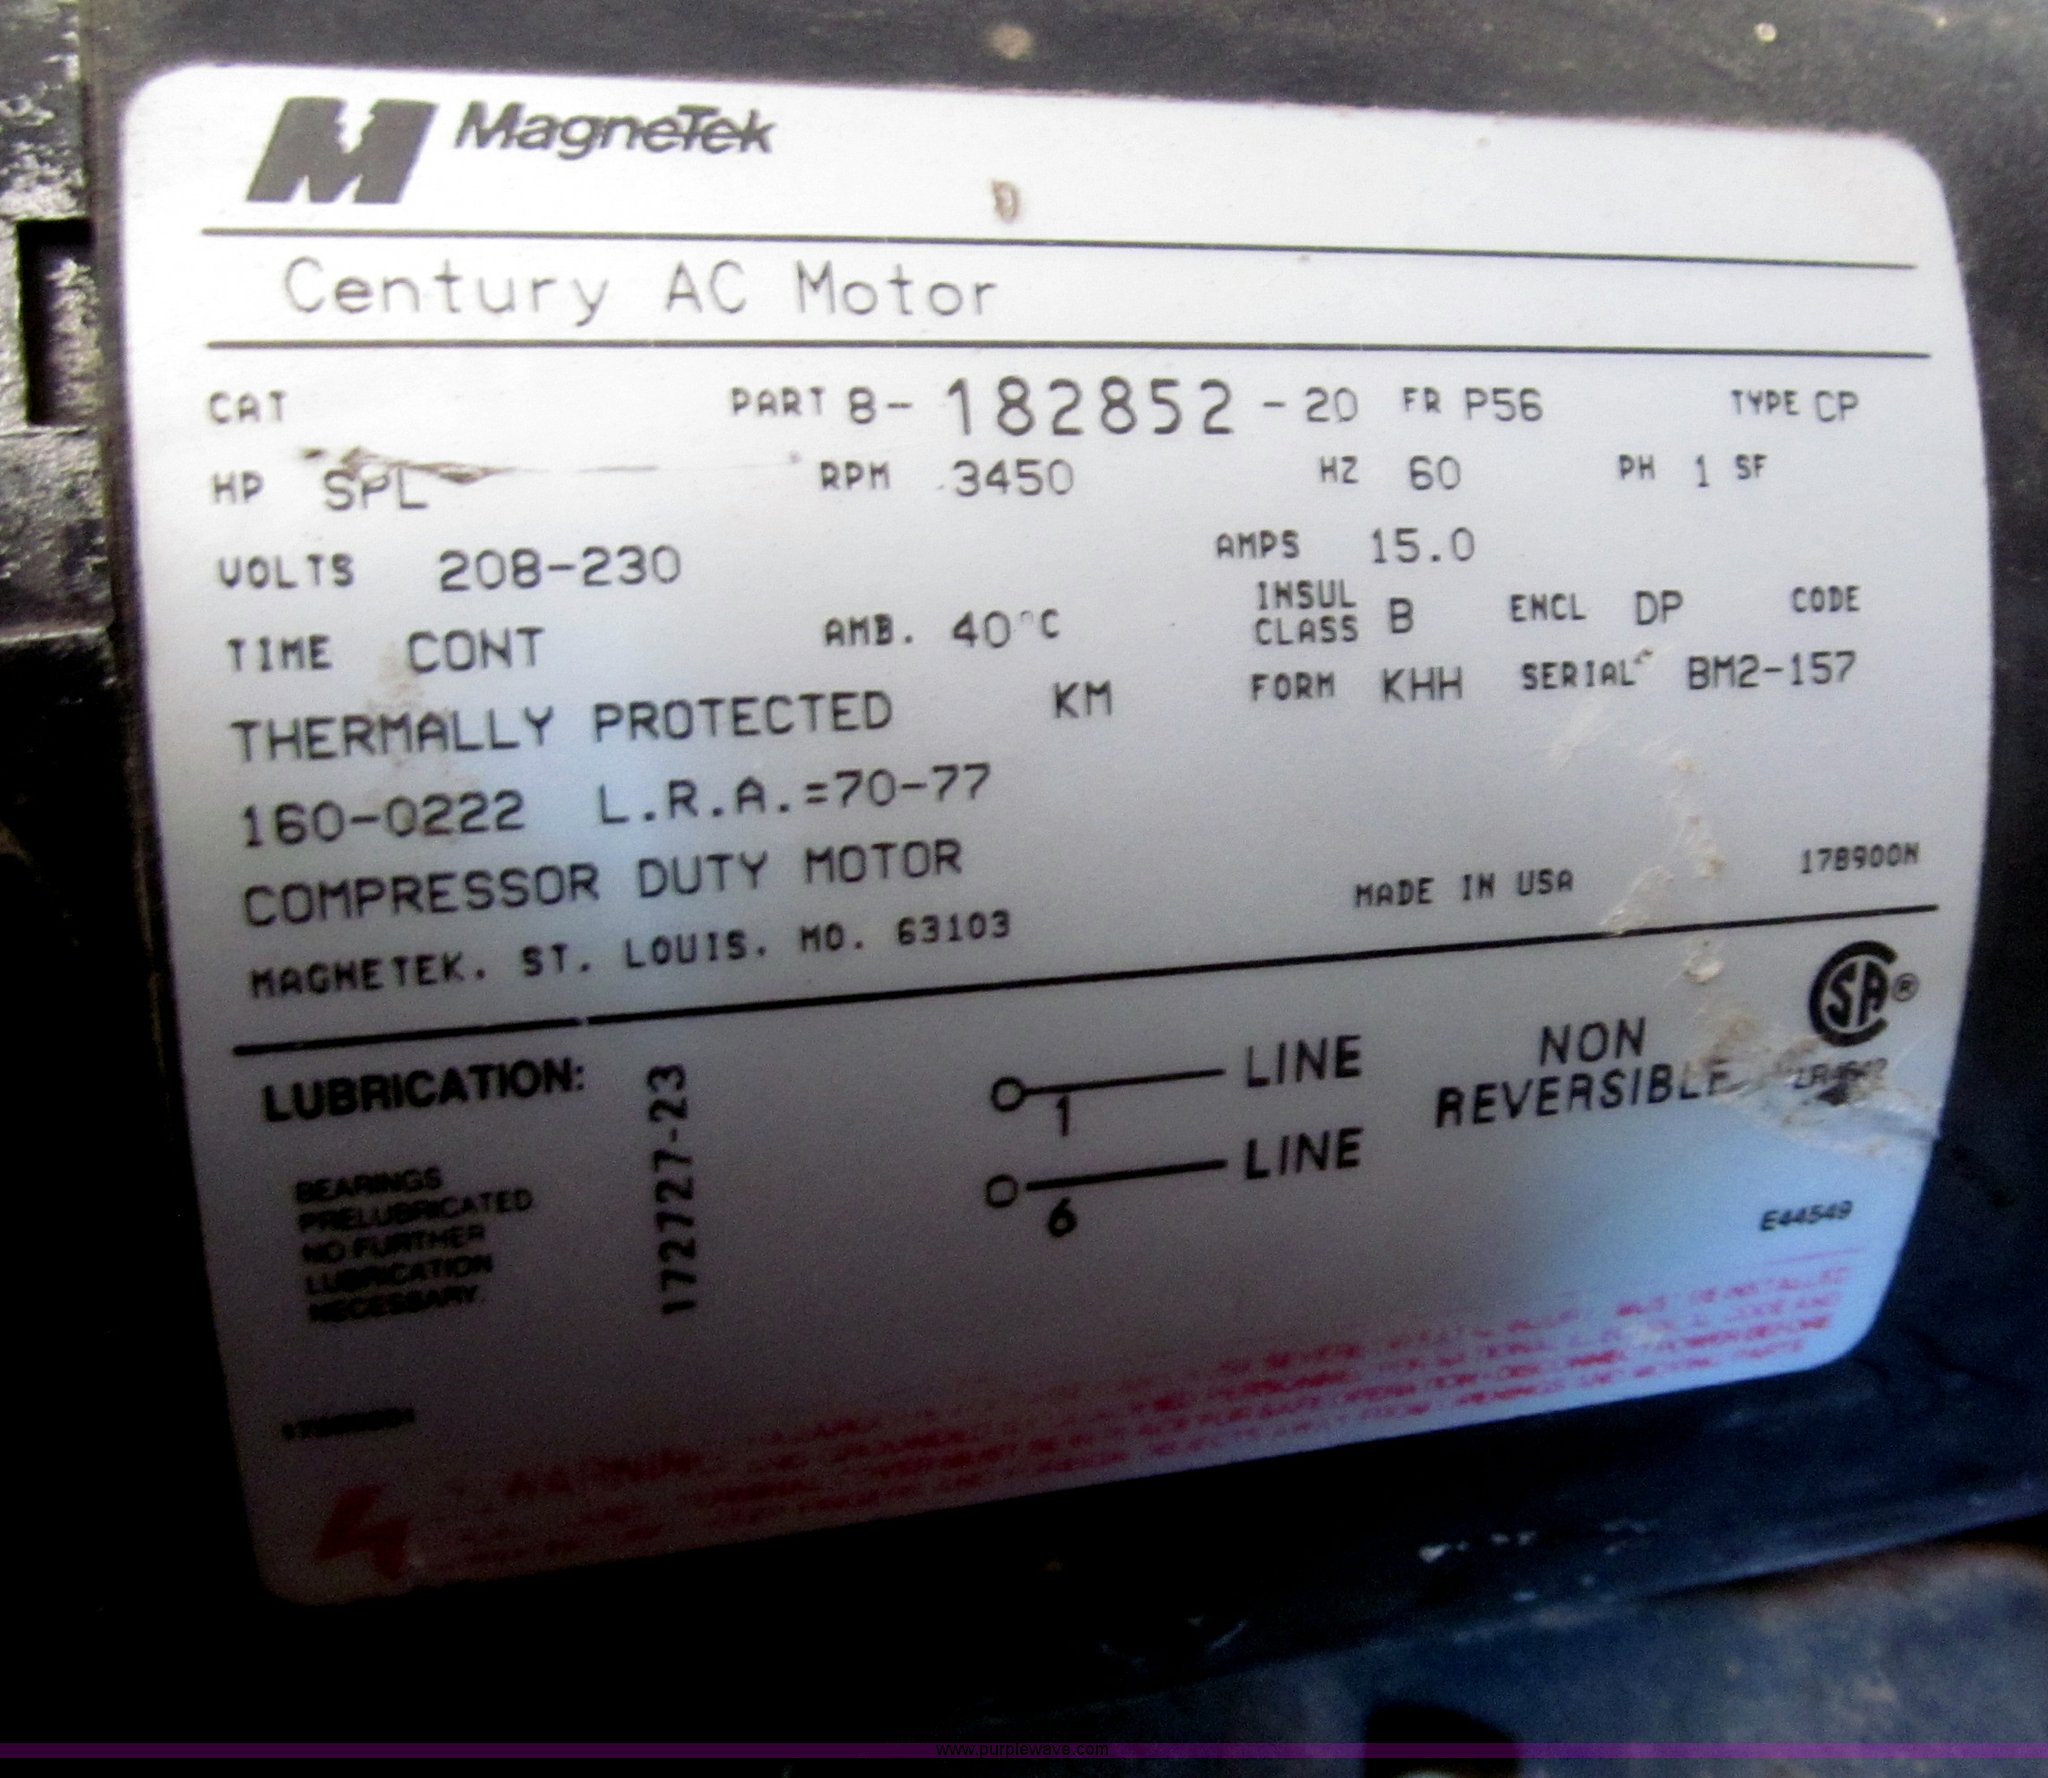 MagneTek
Century AC Motor
CAT PART 8-182852-20 FR P56 TYPE CP
HP SPL RPM 3450 HZ 60 PH 1 SF
VOLTS 208-230 AMPS 15.0
TIME CONT AMB. 40°C INSUL CLASS B ENCL DP CODE
THERMALLY PROTECTED KM FORM KHH SERIAL BM2-157
160-0222 L.R.A.=70-77
COMPRESSOR DUTY MOTOR
MADE IN USA 178900N
MAGNETEK. ST. LOUIS. MO. 63103
LUBRICATION:
BEARINGS
PRELUBRICATED
NO FURTHER
LUBRICATION
NECESSARY.
172727-23
1 LINE
6 LINE
NON
REVERSIBLE
SA®
E44549
WARNING
www.purplewave.com